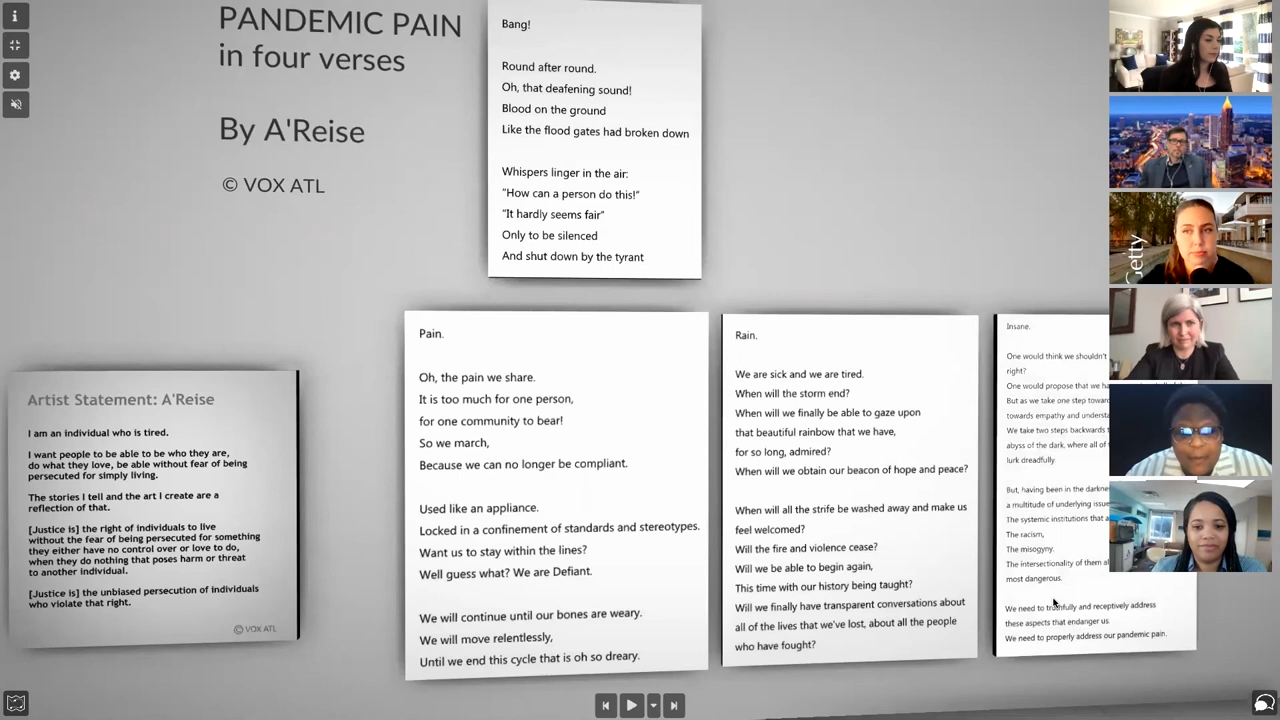 PANDEMIC PAIN
in four verses
By A'Reise
© VOX ATL
Bang!
Round after round.
Oh, that deafening sound!
Blood on the ground
Like the flood gates had broken down
Whispers linger in the air:
"How can a person do this!"
"It hardly seems fair"
Only to be silenced
And shut down by the tyrant
Artist Statement: A'Reise
I am an individual who is tired.
I want people to be able to be who they are,
do what they love, be able without fear of being
persecuted for simply living.
The stories I tell and the art I create are a
reflection of that.
[Justice is] the right of individuals to live
without the fear of being persecuted for something
they either have no control over or love to do,
when they do nothing that poses harm or threat
to another individual.
[Justice is] the unbiased persecution of individuals
who violate that right.
© VOX ATL
Pain.
Oh, the pain we share.
It is too much for one person,
for one community to bear!
So we march,
Because we can no longer be compliant.
Used like an appliance.
Locked in a confinement of standards and stereotypes.
Want us to stay within the lines?
Well guess what? We are Defiant.
We will continue until our bones are weary.
We will move relentlessly,
Until we end this cycle that is oh so dreary.
Rain.
We are sick and we are tired.
When will the storm end?
When will we finally be able to gaze upon
that beautiful rainbow that we have,
for so long, admired?
When will we obtain our beacon of hope and peace?
When will all the strife be washed away and make us
feel welcomed?
Will the fire and violence cease?
Will we be able to begin again,
This time with our history being taught?
Will we finally have transparent conversations about
all of the lives that we've lost, about all the people
who have fought?
Insane.
One would think we shouldn't
right?
One would propose that we
But as we take one step
towards empathy and
We take two steps backwards
abyss of the dark, where all of
lurk dreadfully.
But, having been in the
a multitude of underlying
The systemic institutions that
The racism,
The misogyny.
The intersectionality of them
most dangerous.
We need to truthfully and receptively address
these aspects that endanger us
We need to properly address our pandemic pain.
Getty